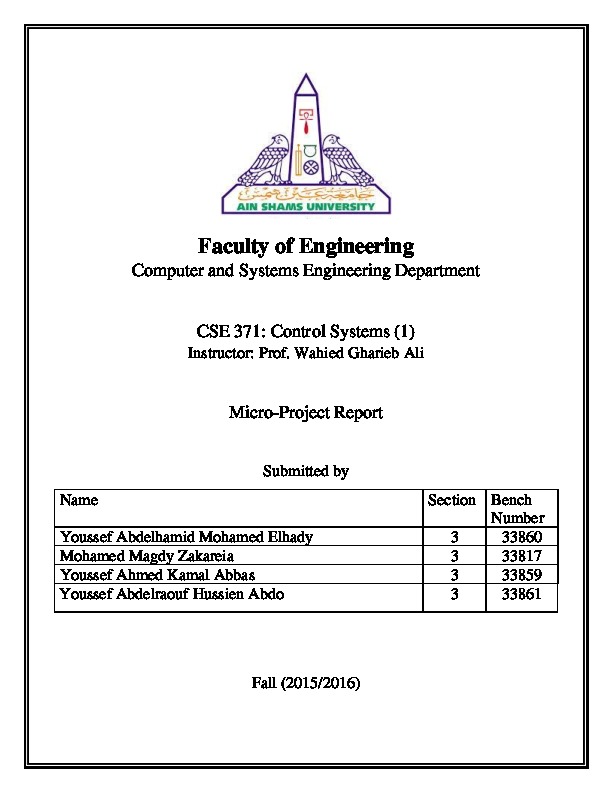 جامعة عين شمس
AIN SHAMS UNIVERSITY
Faculty of Engineering
Computer and Systems Engineering Department
CSE 371: Control Systems (1)
Instructor: Prof. Wahied Gharieb Ali
Micro-Project Report
Submitted by
Name Section Bench Number
Youssef Abdelhamid Mohamed Elhady 3 33860
Mohamed Magdy Zakareia 3 33817
Youssef Ahmed Kamal Abbas 3 33859
Youssef Abdelraouf Hussien Abdo 3 33861
Fall (2015/2016)